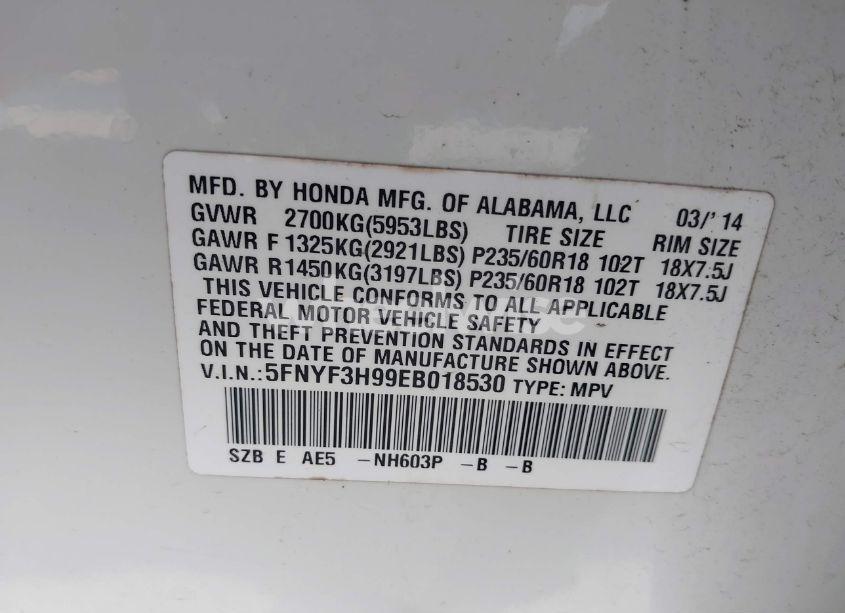 MFD. BY HONDA MFG. OF ALABAMA, LLC 03/'14
GVWR 2700KG(5953LBS) TIRE SIZE RIM SIZE
GAWR F 1325KG(2921LBS) P235/60R18 102T 18X7.5J
GAWR R1450KG(3197LBS) P235/60R18 102T 18X7.5J
THIS VEHICLE CONFORMS TO ALL APPLICABLE
FEDERAL MOTOR VEHICLE SAFETY
AND THEFT PREVENTION STANDARDS IN EFFECT
ON THE DATE OF MANUFACTURE SHOWN ABOVE.
V.I.N.:5FNYF3H99EB018530 TYPE: MPV
SZB E AE5 -NH603P -B -B